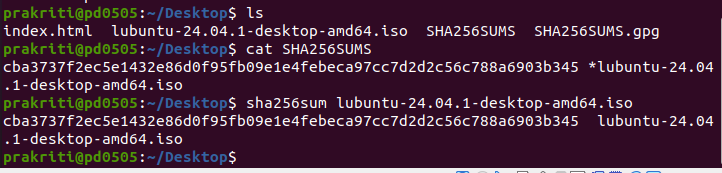 prakriti@pd0505:~/Desktop$ ls
index.html  lubuntu-24.04.1-desktop-amd64.iso  SHA256SUMS  SHA256SUMS.gpg
prakriti@pd0505:~/Desktop$ cat SHA256SUMS
cba3737f2ec5e1432e86d0f95fb09e1e4febeca97cc7d2d2c56c788a6903b345 *lubuntu-24.04
.1-desktop-amd64.iso
prakriti@pd0505:~/Desktop$ sha256sum lubuntu-24.04.1-desktop-amd64.iso
cba3737f2ec5e1432e86d0f95fb09e1e4febeca97cc7d2d2c56c788a6903b345  lubuntu-24.04
.1-desktop-amd64.iso
prakriti@pd0505:~/Desktop$